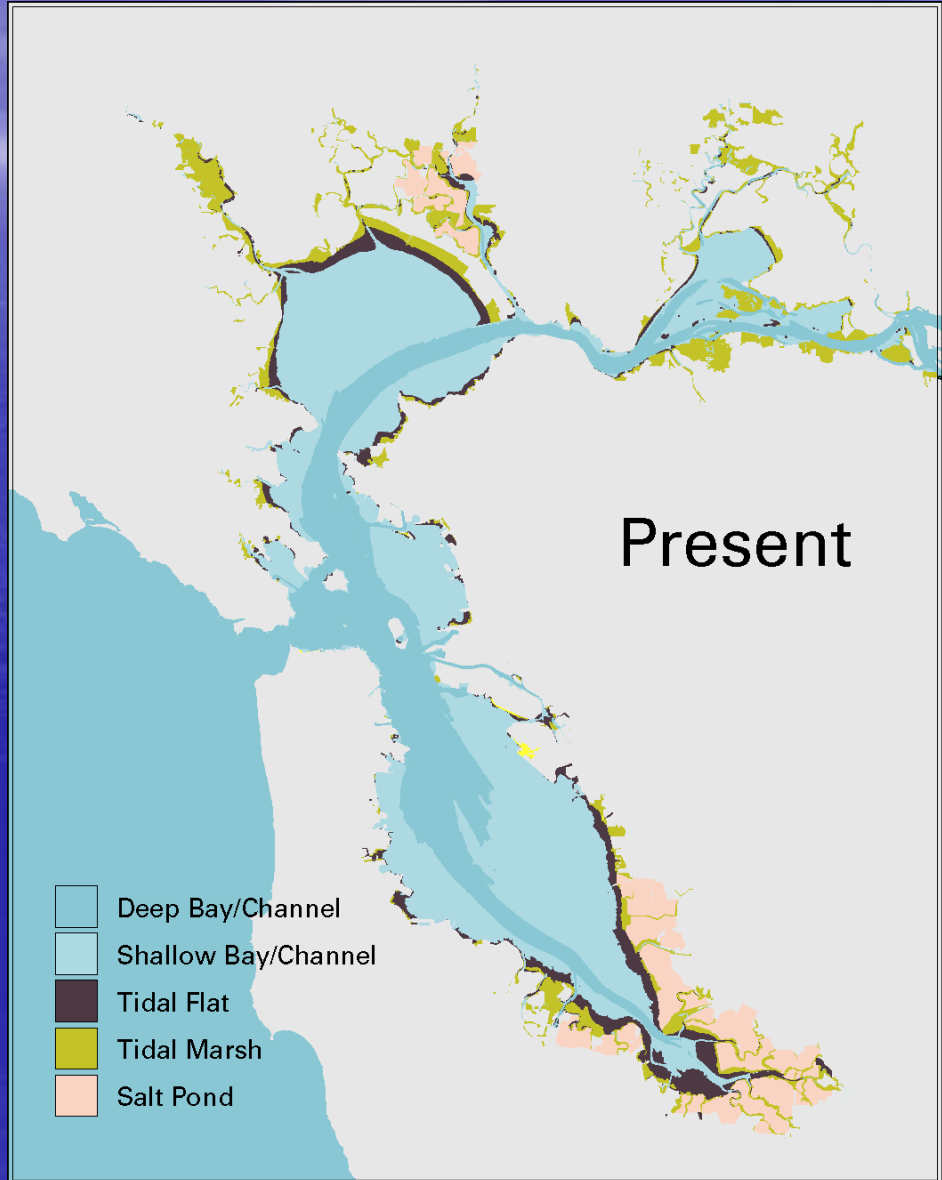 Present
Deep Bay/Channel
Shallow Bay/Channel
Tidal Flat
Tidal Marsh
Salt Pond